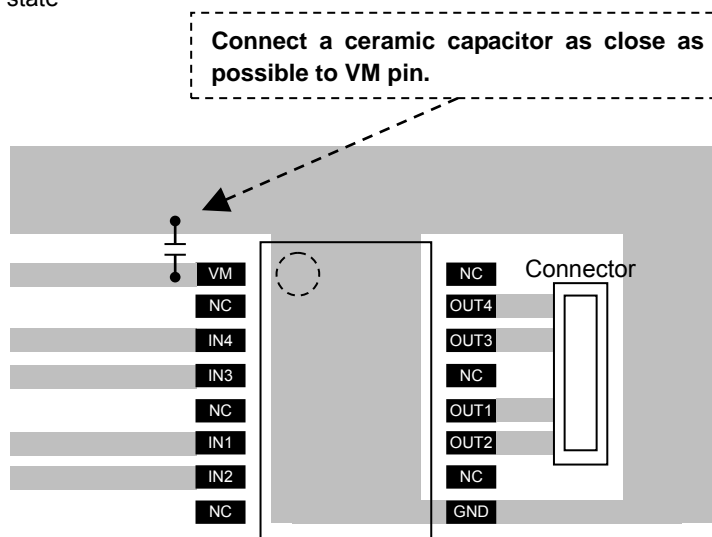 state
Connect a ceramic capacitor as close as
possible to VM pin.
Connector
VM
NC
IN4
IN3
NC
IN1
IN2
NC
NC
OUT4
OUT3
NC
OUT1
OUT2
NC
GND